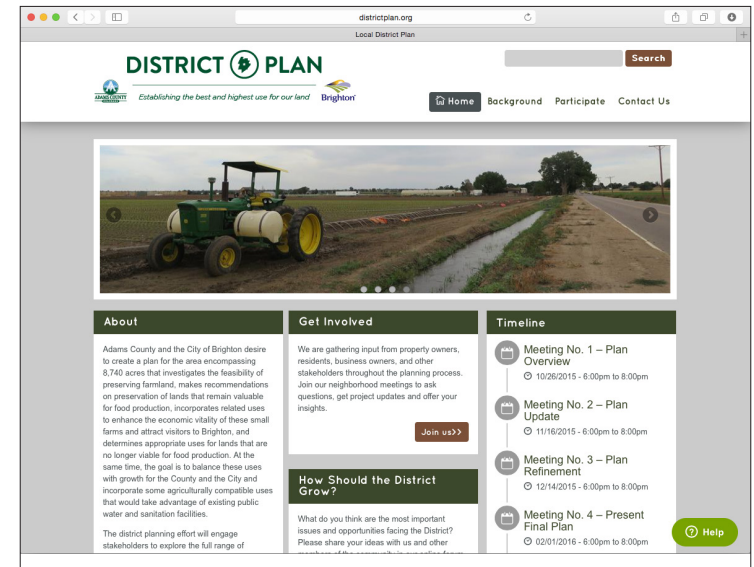 districtplan.org
Local District Plan
DISTRICT PLAN
Search
ADAMS COUNTY
Establishing the best and highest use for our land
Brighton
Home Background Participate Contact Us
About
Adams County and the City of Brighton desire
to create a plan for the area encompassing
8,740 acres that investigates the feasibility of
preserving farmland, makes recommendations
on preservation of lands that remain valuable
for food production, incorporates related uses
to enhance the economic vitality of these small
farms and attract visitors to Brighton, and
determines appropriate uses for lands that are
no longer viable for food production. At the
same time, the goal is to balance these uses
with growth for the County and the City and
incorporate some agriculturally compatible uses
that would take advantage of existing public
water and sanitation facilities.
The district planning effort will engage
stakeholders to explore the full range of
Get Involved
We are gathering input from property owners,
residents, business owners, and other
stakeholders throughout the planning process.
Join our neighborhood meetings to ask
questions, get project updates and offer your
insights.
Join us>>
How Should the District
Grow?
What do you think are the most important
issues and opportunities facing the District?
Please share your ideas with us and other
members of the community in our online forum
Timeline
Meeting No. 1 – Plan
Overview
10/26/2015 - 6:00pm to 8:00pm
Meeting No. 2 – Plan
Update
11/16/2015 - 6:00pm to 8:00pm
Meeting No. 3 – Plan
Refinement
12/14/2015 - 6:00pm to 8:00pm
Meeting No. 4 – Present
Final Plan
02/01/2016 - 6:00pm to 8:00pm
Help